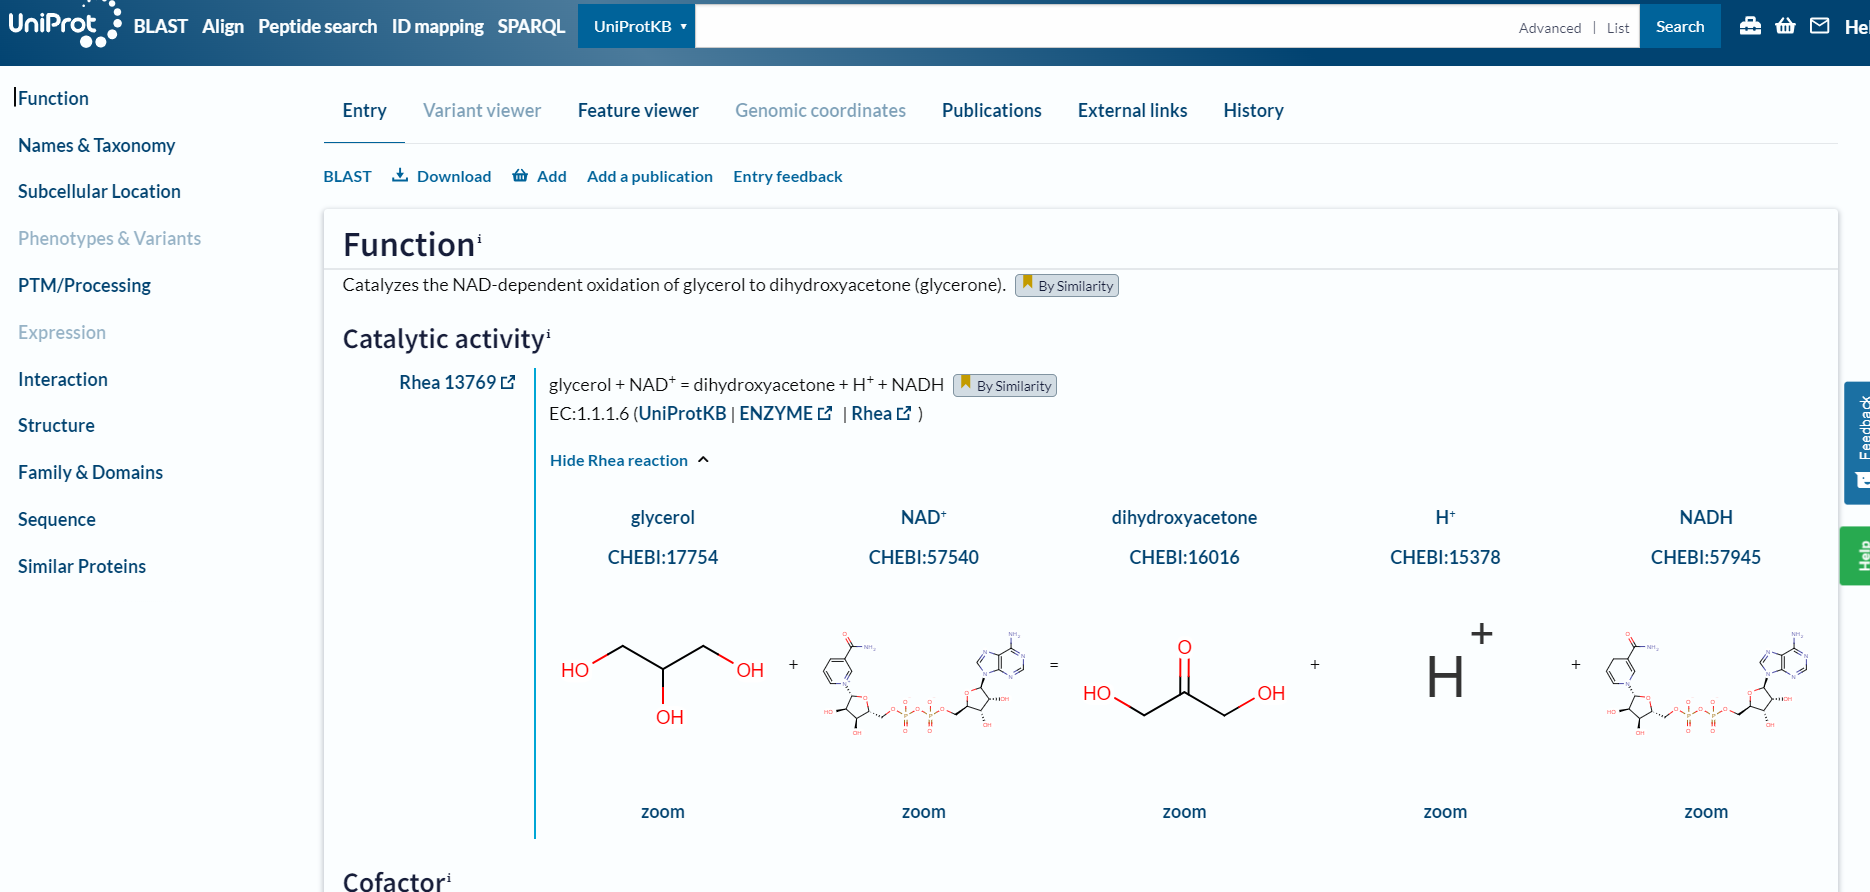 UniProt BLAST Align Peptide search ID mapping SPARQL UniProtKB Advanced | List Search
Function
Names & Taxonomy
Subcellular Location
Phenotypes & Variants
PTM/Processing
Expression
Interaction
Structure
Family & Domains
Sequence
Similar Proteins
Entry Variant viewer Feature viewer Genomic coordinates Publications External links History
BLAST Download Add Add a publication Entry feedback
Function i
Catalyzes the NAD-dependent oxidation of glycerol to dihydroxyacetone (glycerone). By Similarity
Catalytic activity i
Rhea 13769 glycerol + NAD+ = dihydroxyacetone + H+ + NADH By Similarity
EC:1.1.1.6 (UniProtKB | ENZYME | Rhea )
Hide Rhea reaction
glycerol NAD+ dihydroxyacetone H+ NADH
CHEBI:17754 CHEBI:57540 CHEBI:16016 CHEBI:15378 CHEBI:57945
HO OH OH + = HO O OH + H+ +
zoom zoom zoom zoom zoom
Cofactor i
Feedback
Help